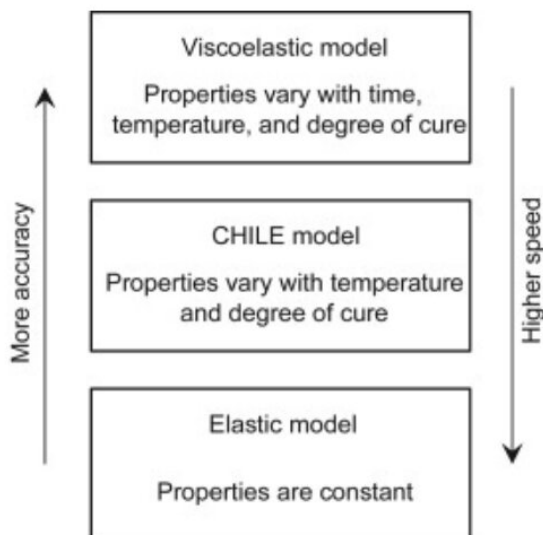 Viscoelastic model
Properties vary with time,
temperature, and degree of cure
More accuracy
CHILE model
Properties vary with temperature
and degree of cure
Higher speed
Elastic model
Properties are constant